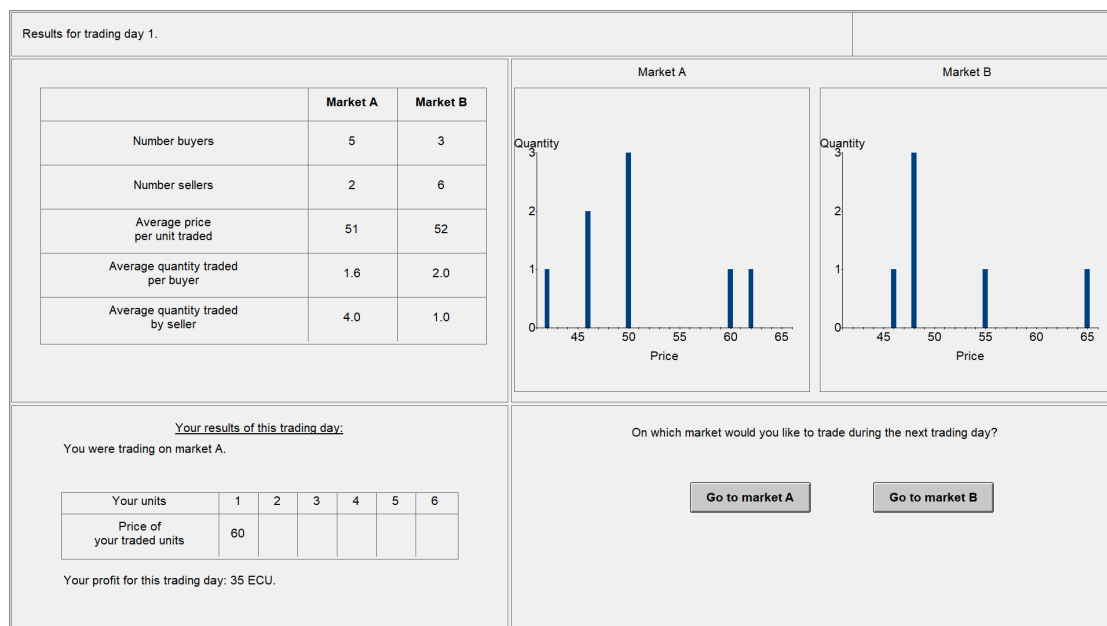 Results for trading day 1.
Market A Market B
Number buyers 5 3
Number sellers 2 6
Average price
per unit traded 51 52
Average quantity traded
per buyer 1.6 2.0
Average quantity traded
by seller 4.0 1.0
Market A
Quantity
3
2
1
0
45 50 55 60 65
Price
Market B
Quantity
3
2
1
0
45 50 55 60 65
Price
Your results of this trading day:
You were trading on market A.
Your units 1 2 3 4 5 6
Price of
your traded units 60
Your profit for this trading day: 35 ECU.
On which market would you like to trade during the next trading day?
Go to market A Go to market B